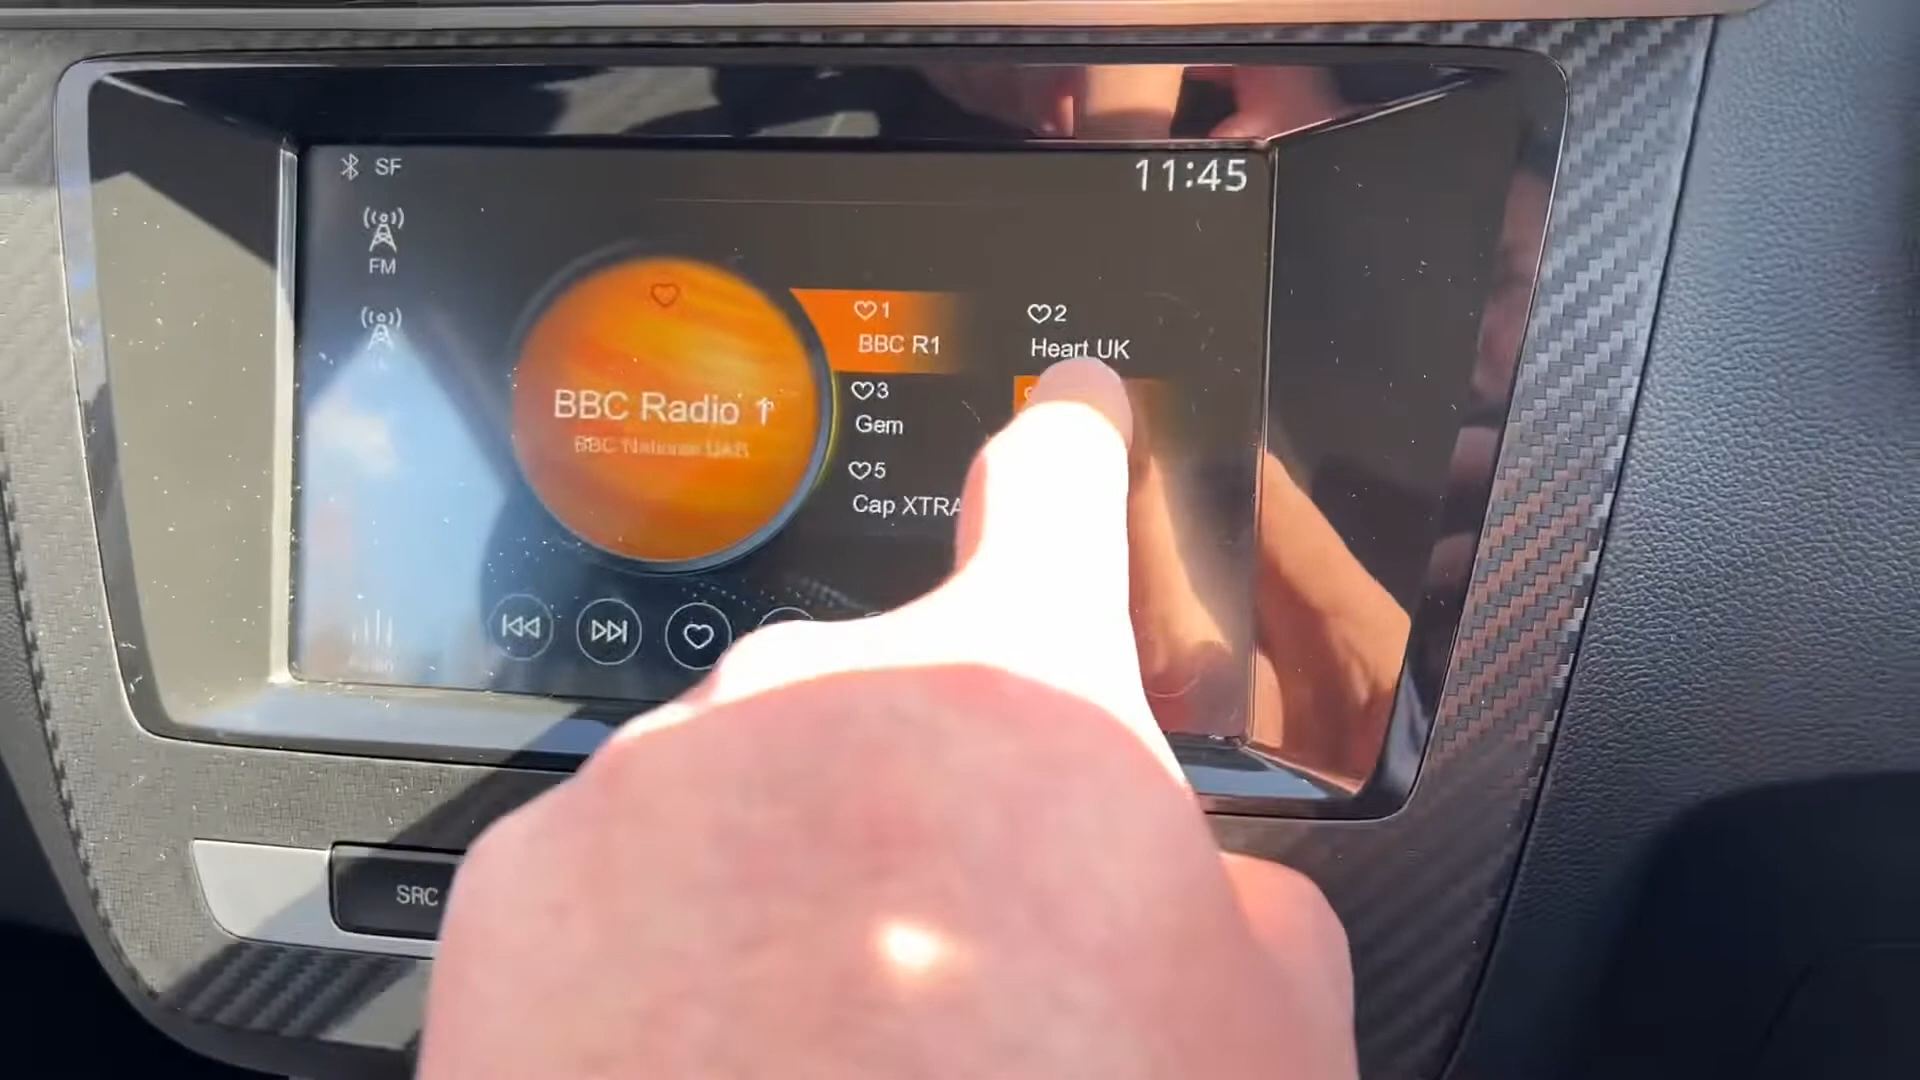 SF
11:45
FM
BBC Radio 1
BBC National DAB
1
BBC R1
2
Heart UK
3
Gem
5
Cap XTRA
SRC